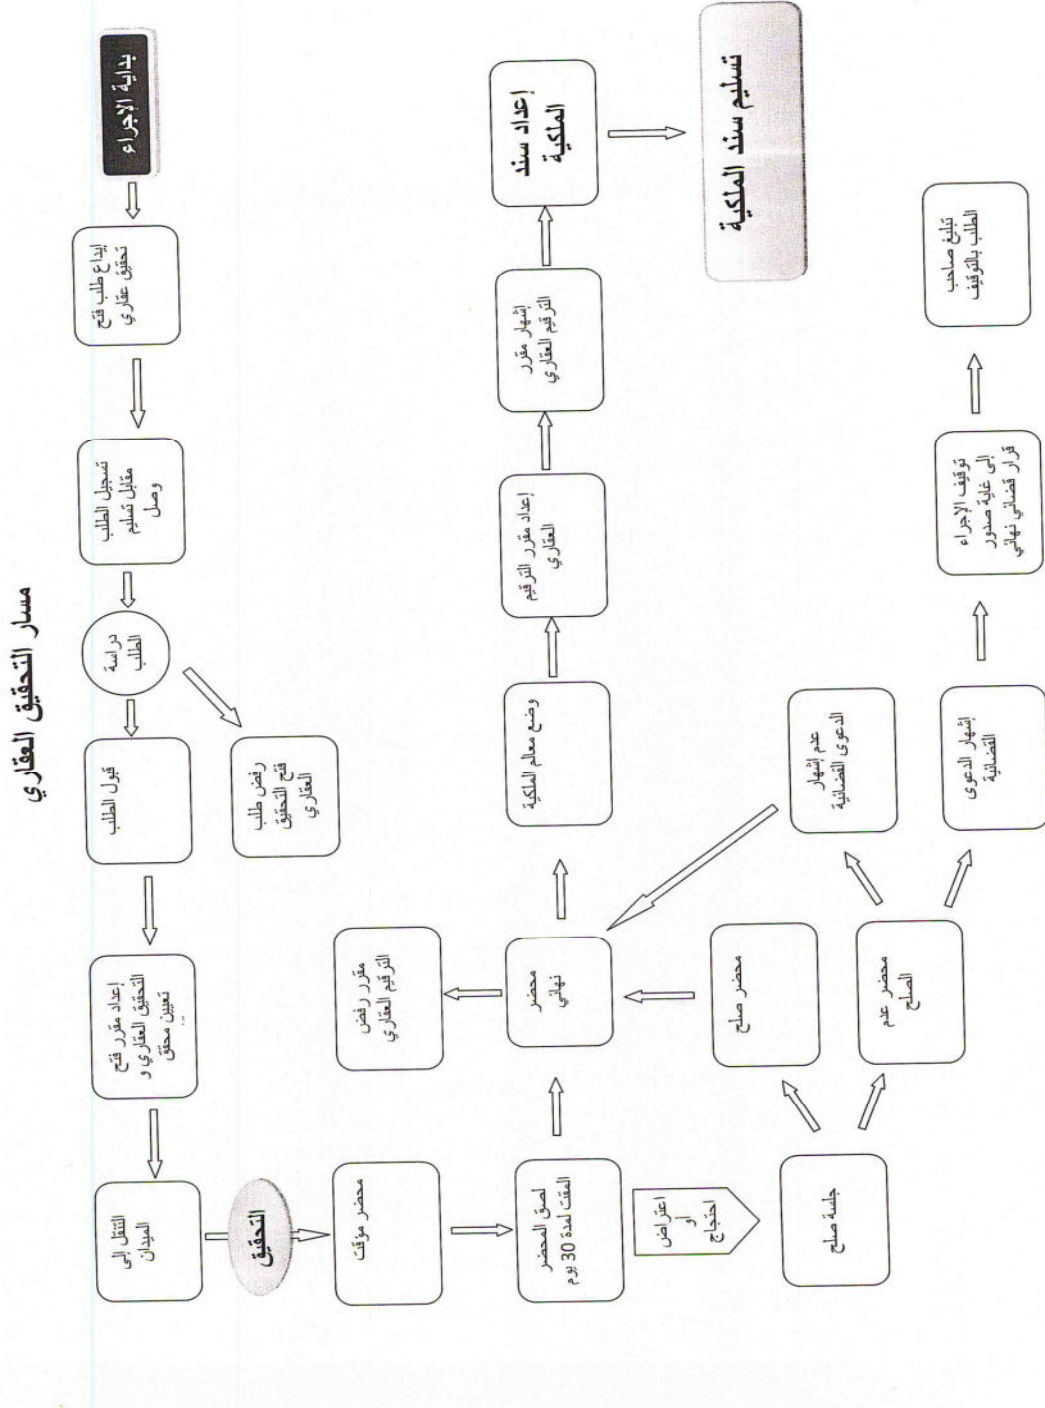 مسار التحقيق العقاري
بداية الإجراء
إيداع طلب فتح
تحقيق عقاري
تسجيل الطلب
مقابل تسليم
وصل
دراسة
الطلب
قبول الطلب
رفض طلب
فتح التحقيق
العقاري
إعداد مقرر فتح
التحقيق العقاري و
تعيين محقق
التنقل إلى
الميدان
التحقيق
محضر مؤقت
لصق المحضر
المقت لمدة 30 يوم
اعتراض
أو
احتجاج
جلسة صلح
محضر صلح
محضر عدم
الصلح
محضر
نهائي
مقرر رفض
الترقيم العقاري
عدم إشهار
الدعوى القضائية
إشهار الدعوى
القضائية
توقيف الإجراء
إلى غاية صدور
قرار قضائي نهائي
تبليغ صاحب
الطلب بالتوقيف
وضع معالم الملكية
إعداد مقرر الترقيم
العقاري
إشهار مقرر
الترقيم العقاري
إعداد سند
الملكية
تسليم سند الملكية